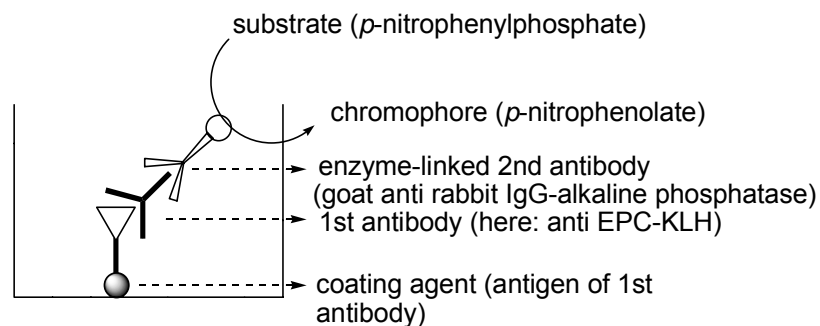 substrate (p-nitrophenylphosphate)
chromophore (p-nitrophenolate)
enzyme-linked 2nd antibody
(goat anti rabbit IgG-alkaline phosphatase)
1st antibody (here: anti EPC-KLH)
coating agent (antigen of 1st
antibody)